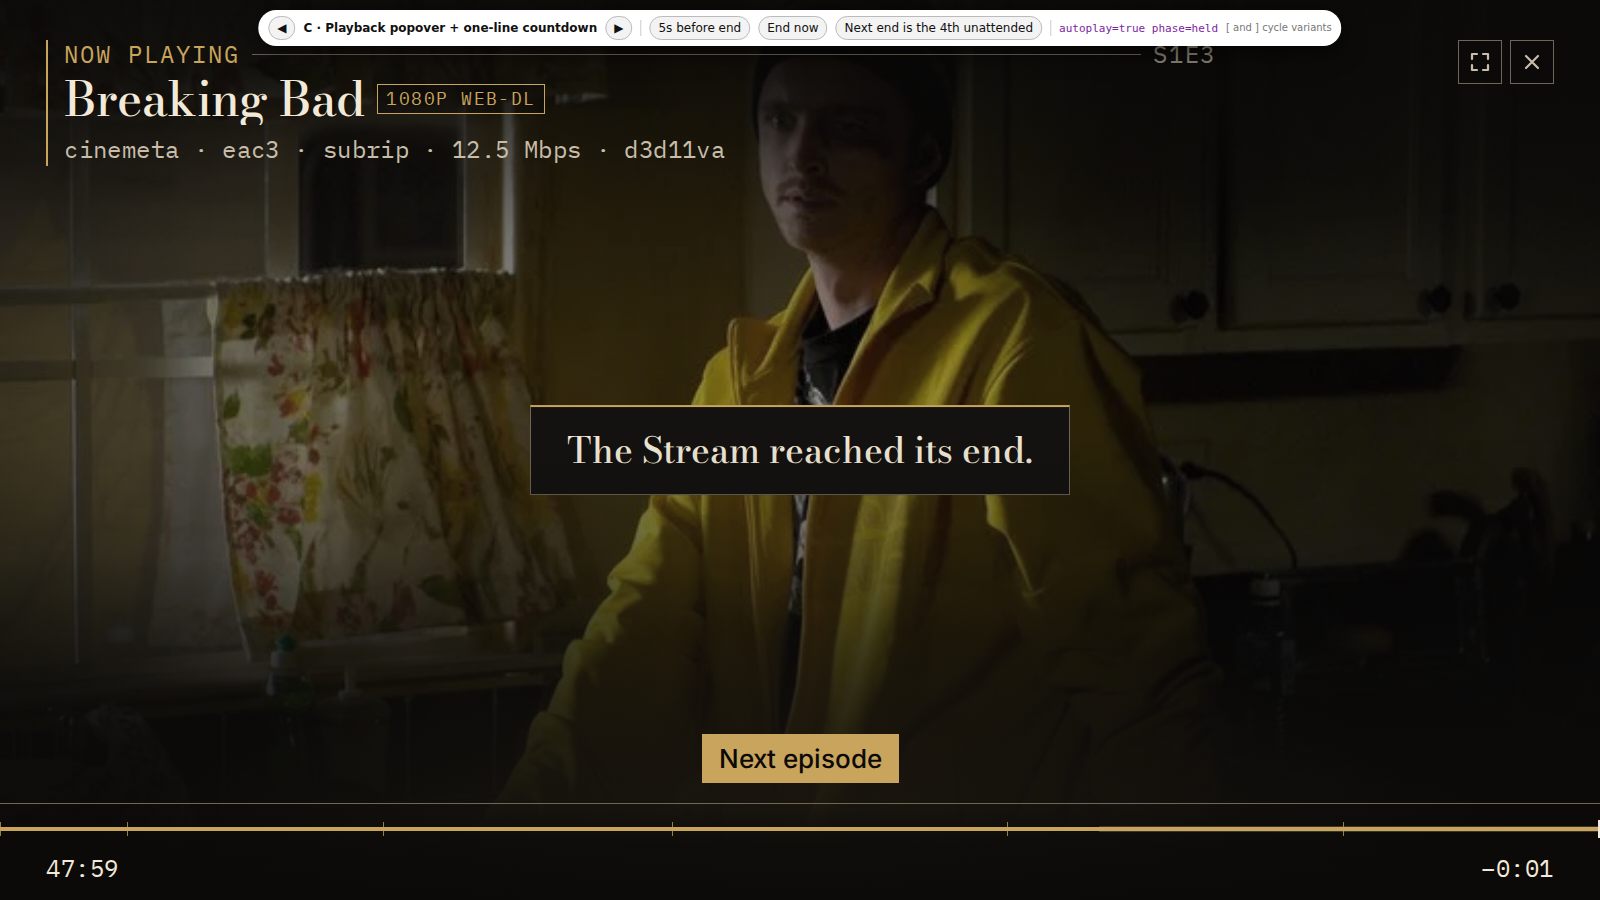 ◀ C · Playback popover + one-line countdown ▶ 5s before end End now Next end is the 4th unattended autoplay=true phase=held [ and ] cycle variants
NOW PLAYING S1E3
Breaking Bad 1080P WEB-DL
cinemeta · eac3 · subrip · 12.5 Mbps · d3d11va
The Stream reached its end.
Next episode
47:59 −0:01